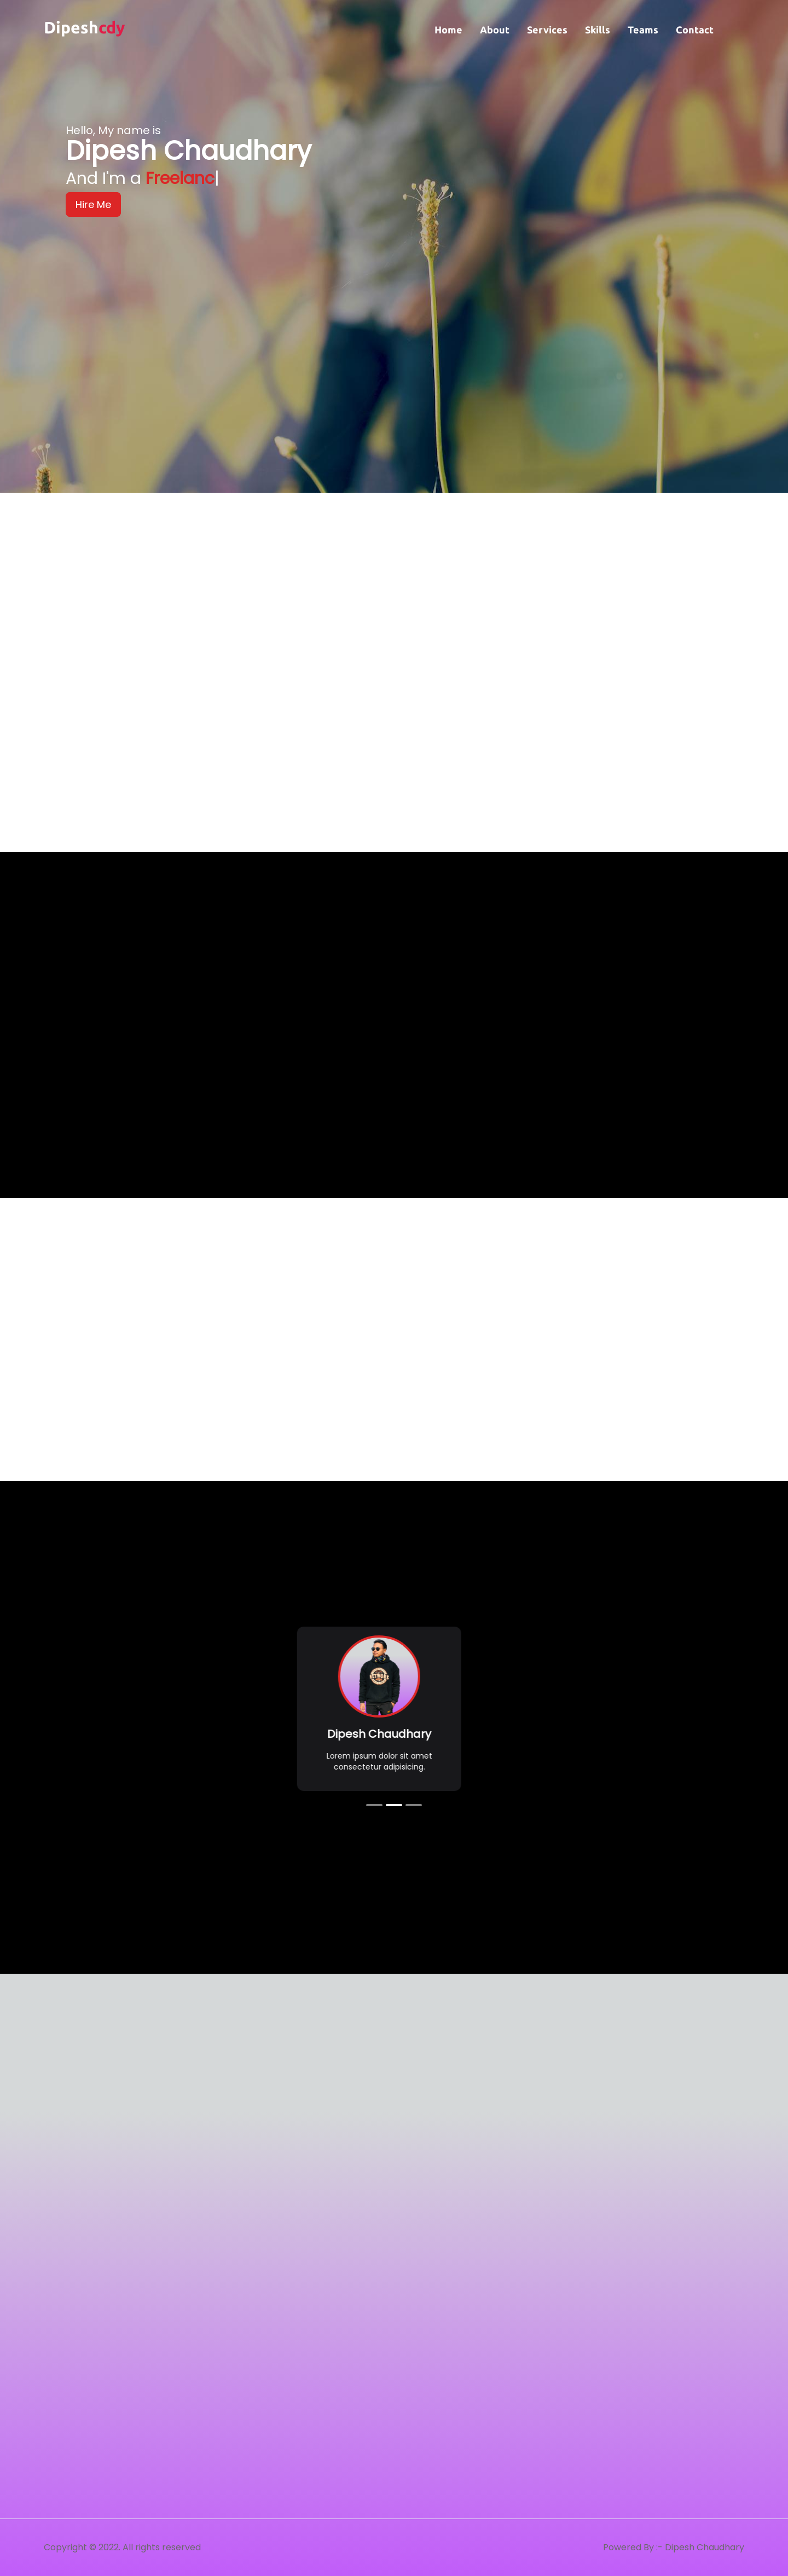 Dipeshcdy
Home About Services Skills Teams Contact
Hello, My name is
Dipesh Chaudhary
And I'm a Freelanc|
Hire Me
Dipesh Chaudhary
Lorem ipsum dolor sit amet
consectetur adipisicing.
Copyright © 2022. All rights reserved
Powered By :- Dipesh Chaudhary